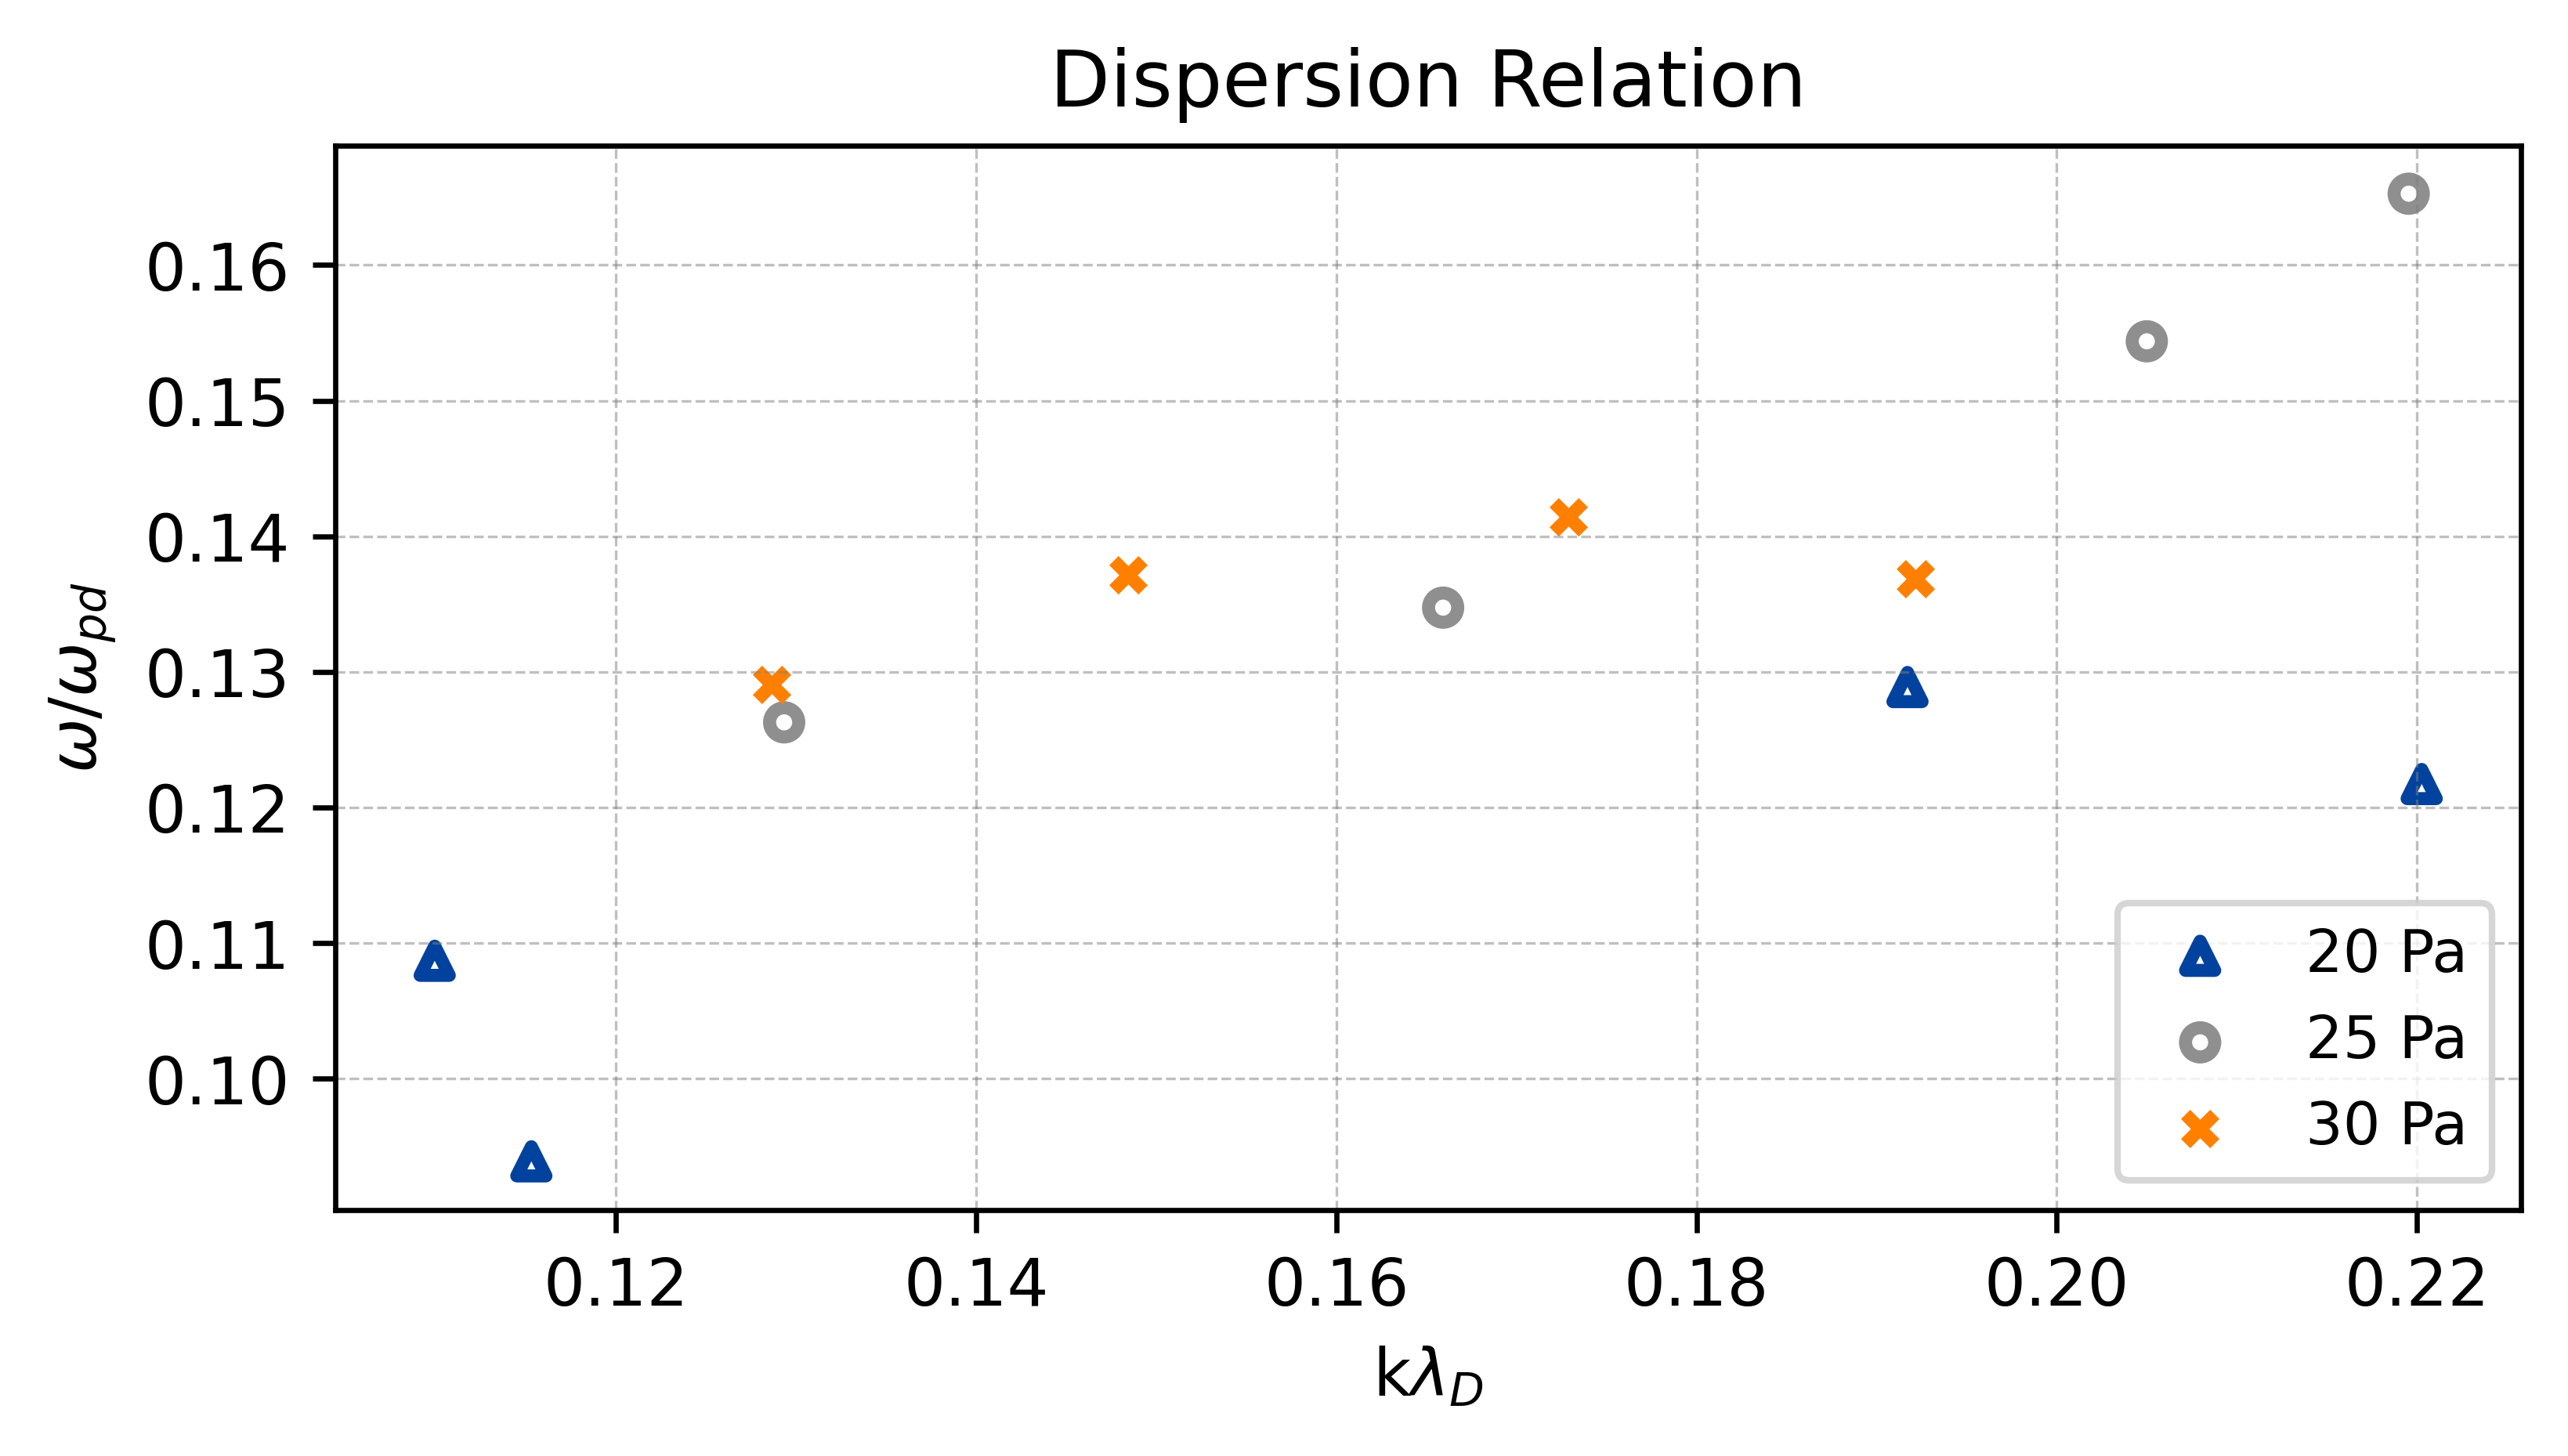 Dispersion Relation
0.16
0.15
0.14
0.13
0.12
0.11
0.10
ω/ω_pd
20 Pa
25 Pa
30 Pa
0.12 0.14 0.16 0.18 0.20 0.22
kλ_D